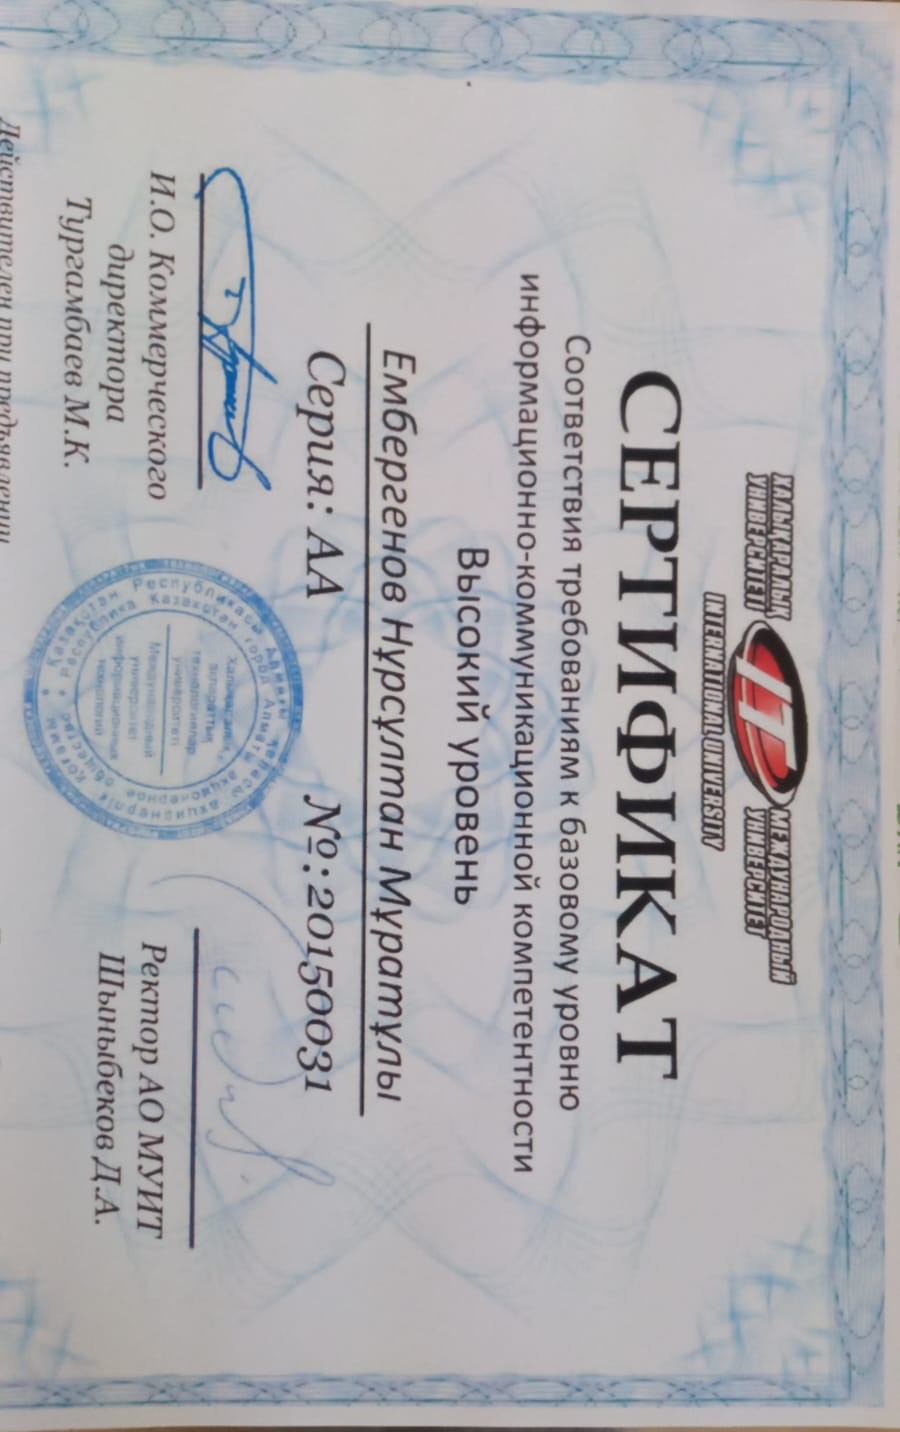 ХАЛЫҚАРАЛЫҚ
УНИВЕРСИТЕТІ
IT
МЕЖДУНАРОДНЫЙ
УНИВЕРСИТЕТ
INTERNATIONAL UNIVERSITY
СЕРТИФИКАТ
Соответствия требованиям к базовому уровню
информационно-коммуникационной компетентности
Высокий уровень
Ембергенов Нұрсұлтан Мұратұлы
Серия: АА №: 20150031
И.О. Коммерческого
директора
Тургамбаев М.К.
Қазақстан Республикасы Алматы қаласы акционерлік қоғамы
Республика Казахстан город Алматы акционерное общество
Халықаралық
ақпараттық
технологиялар
университеті
Международный
университет
информационных
технологий
Ректор АО МУИТ
Шыныбеков Д.А.
Действителен при предъявлении